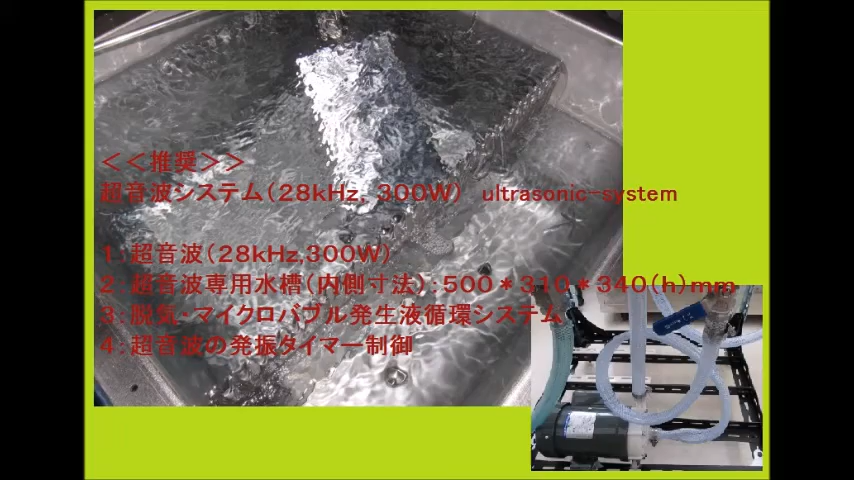 ＜＜推奨＞＞
超音波システム（28kHz，300W）　ultrasonic-system
1：超音波（28kHz,300W）
2：超音波専用水槽（内側寸法）：500＊310＊340（h）mm
3：脱気・マイクロバブル発生液循環システム
4：超音波の発振タイマー制御